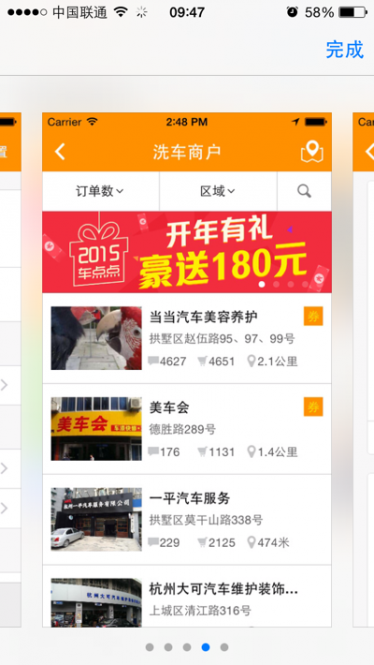 中国联通 09:47 58%
完成
Carrier 2:48 PM Ca
置
洗车商户
订单数 区域
2015
车点点
开年有礼
豪送180元
当当汽车美容养护 券
拱墅区赵伍路95、97、99号
4627 4651 2.1公里
美车会
美车会 券
德胜路289号
176 1131 1.4公里
一平汽车服务
拱墅区莫干山路338号
229 2125 474米
杭州大可汽车维护装饰...
上城区清江路316号